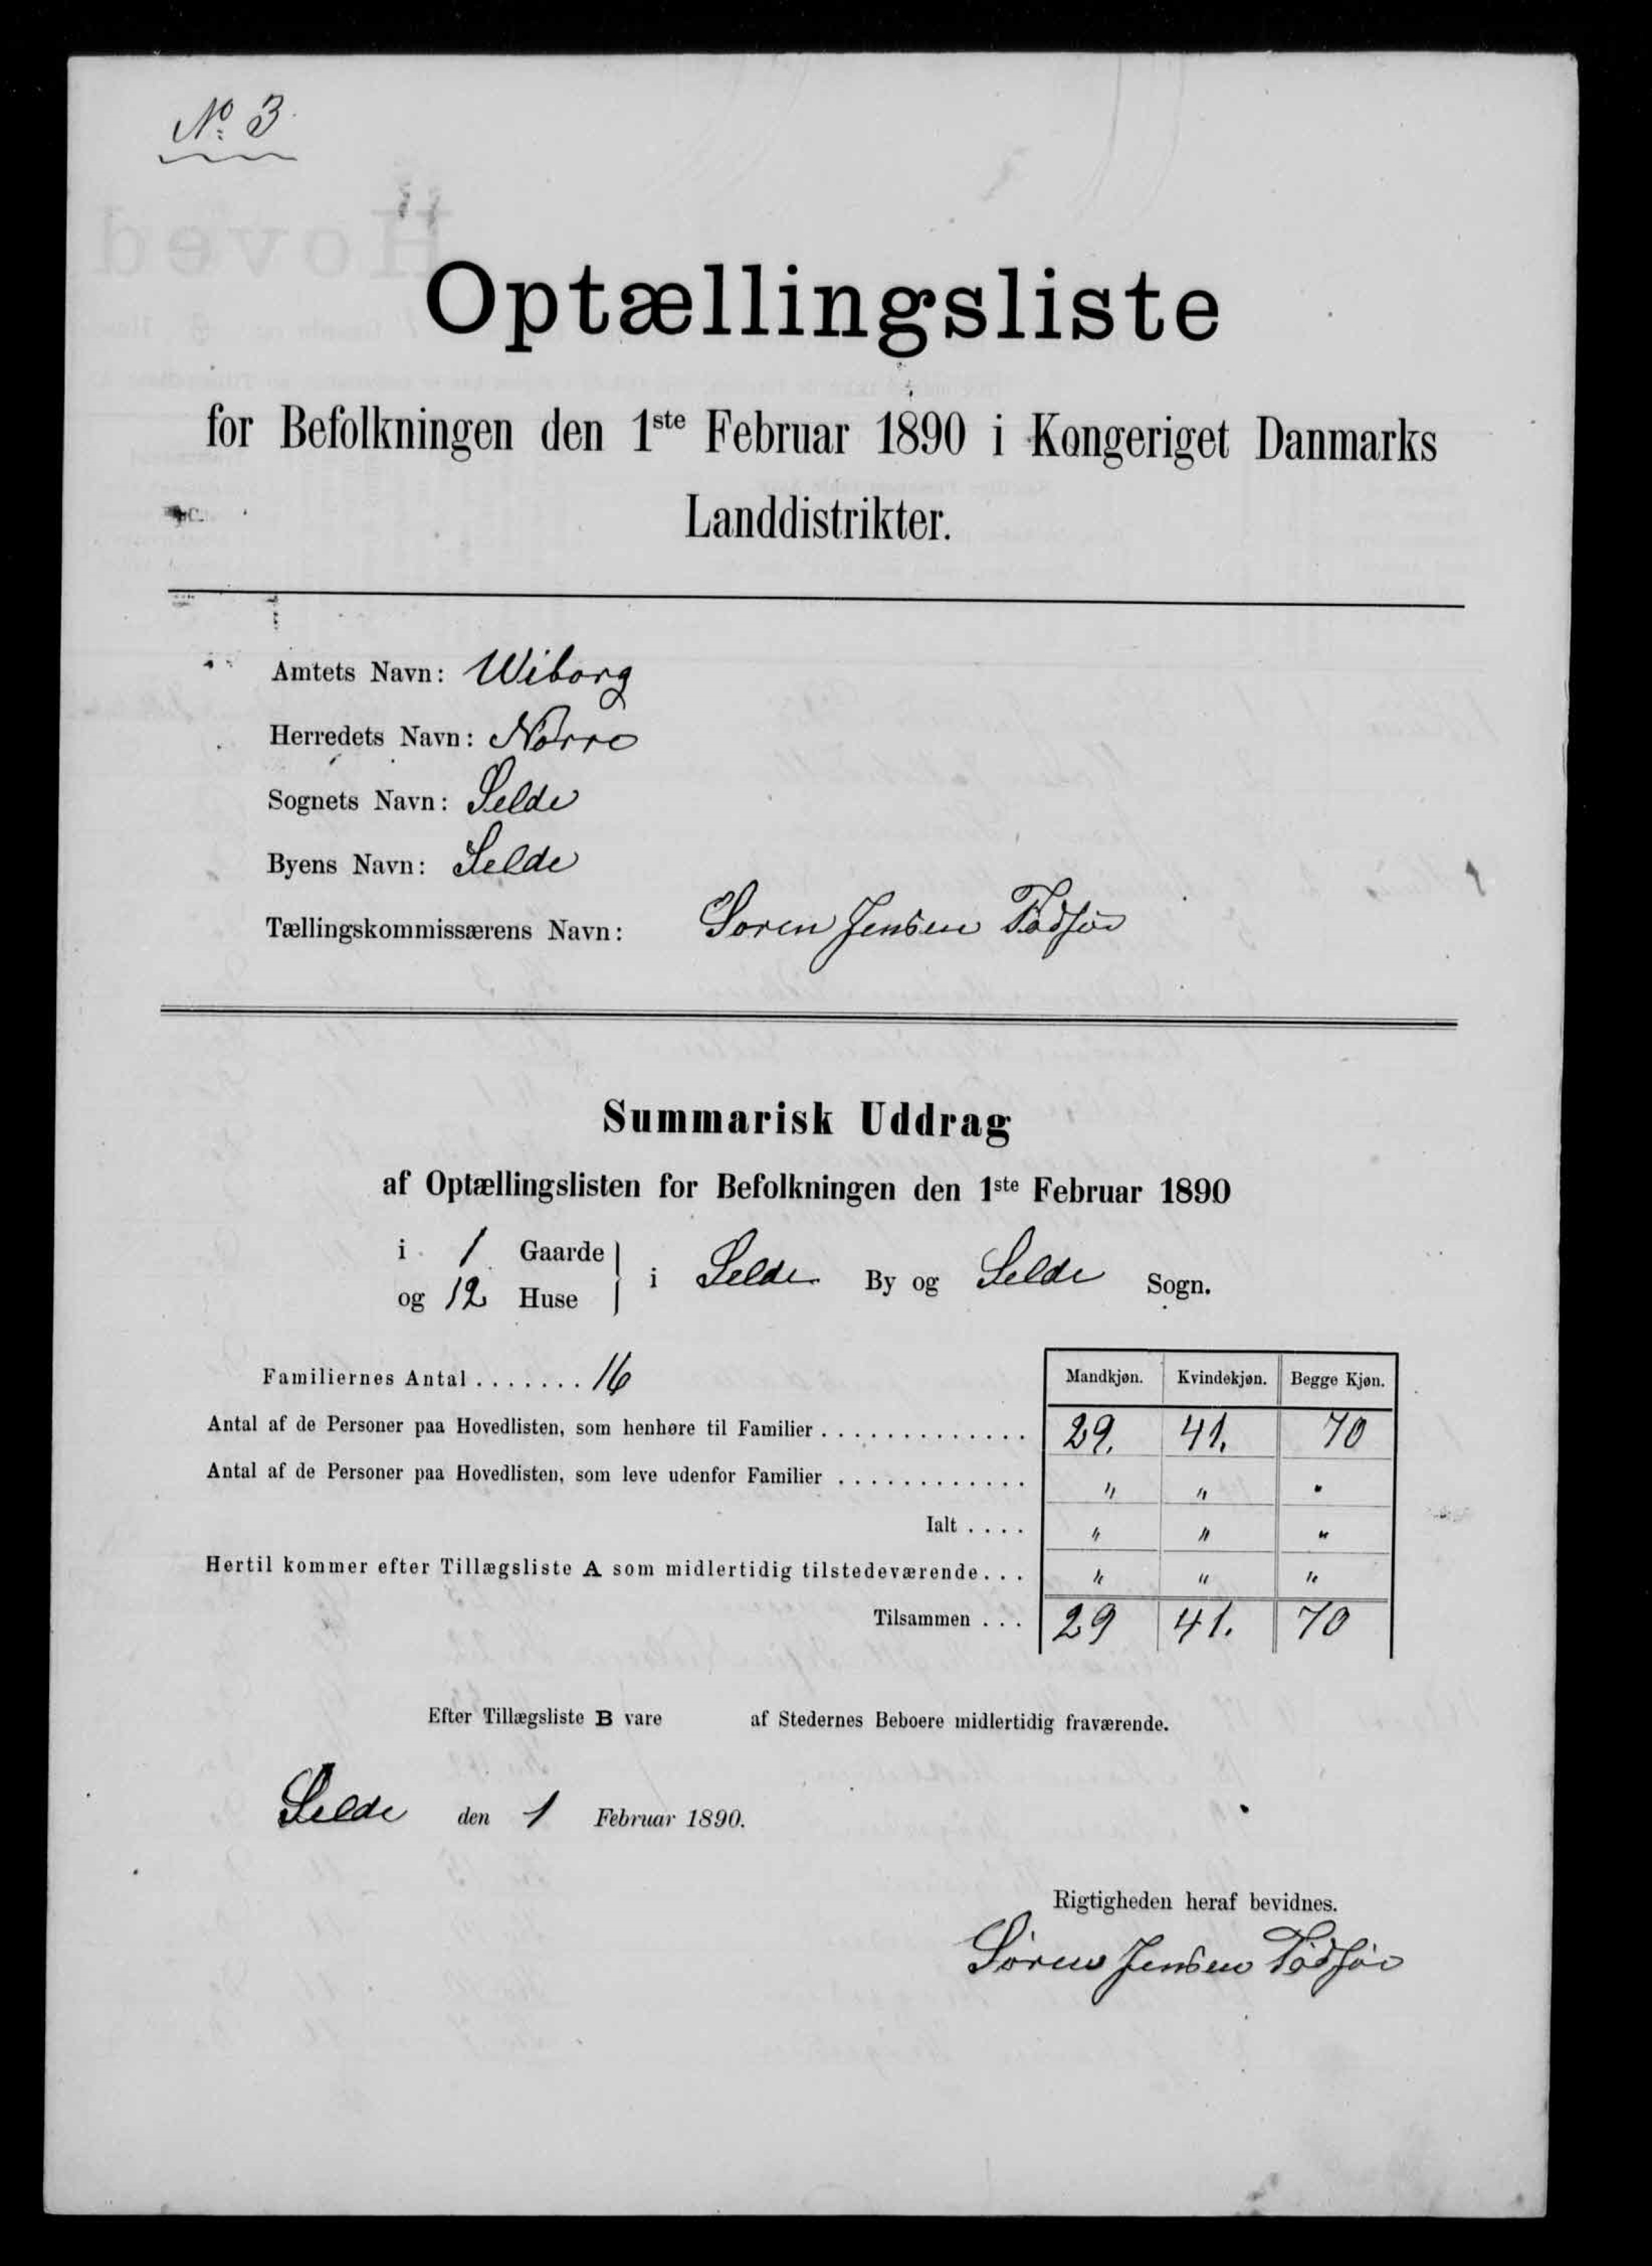 No 3
Optællingsliste
for Befolkningen den 1ste Februar 1890 i Kongeriget Danmarks
Landdistrikter.
Amtets Navn: Wiborg
Herredets Navn: Nörre
Sognets Navn: Selde
Byens Navn: Selde
Tællingskommissærens Navn: Sören Jensen
Summarisk Uddrag
af Optællingslisten for Befolkningen den 1ste Februar 1890
i 1 Gaarde
og 12 Huse
i Selde By og Selde Sogn.
Familiernes Antal ....... 16
Mandkjøn. Kvindekjøn. Begge Kjøn.
Antal af de Personer paa Hovedlisten, som henhøre til Familier .............. 29. 41. 70
Antal af de Personer paa Hovedlisten, som leve udenfor Familier ............. " " "
Ialt .... " " "
Hertil kommer efter Tillægsliste A som midlertidig tilstedeværende... " " "
Tilsammen ... 29 41. 70
Efter Tillægsliste B vare af Stedernes Beboere midlertidig fraværende.
Selde den 1 Februar 1890.
Rigtigheden heraf bevidnes.
Sören Jensen